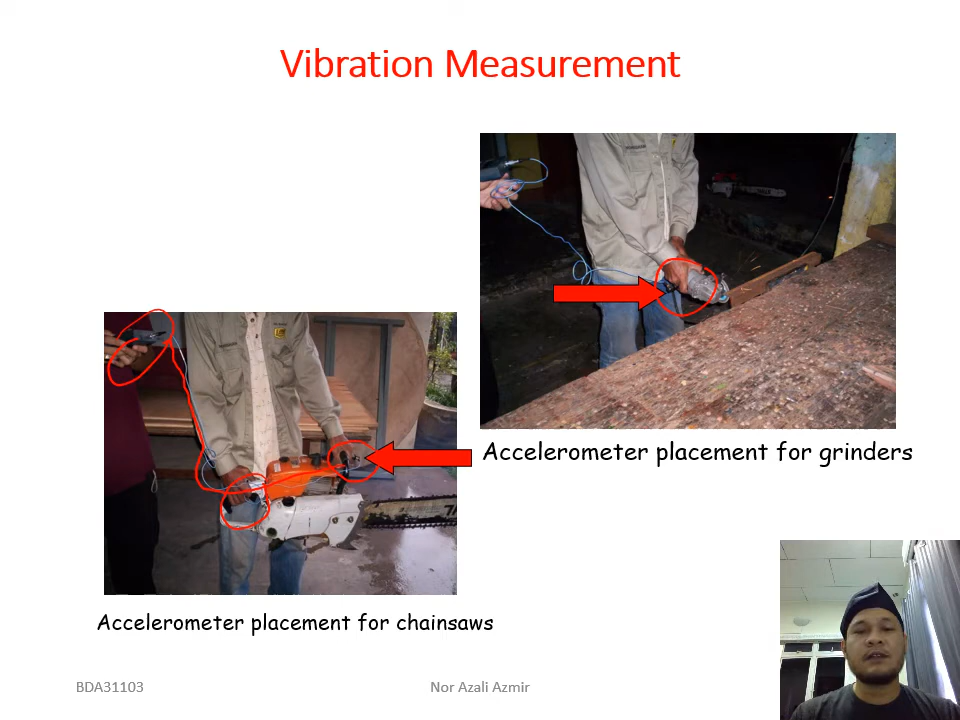 Vibration Measurement
Accelerometer placement for grinders
Accelerometer placement for chainsaws
BDA31103
Nor Azali Azmir